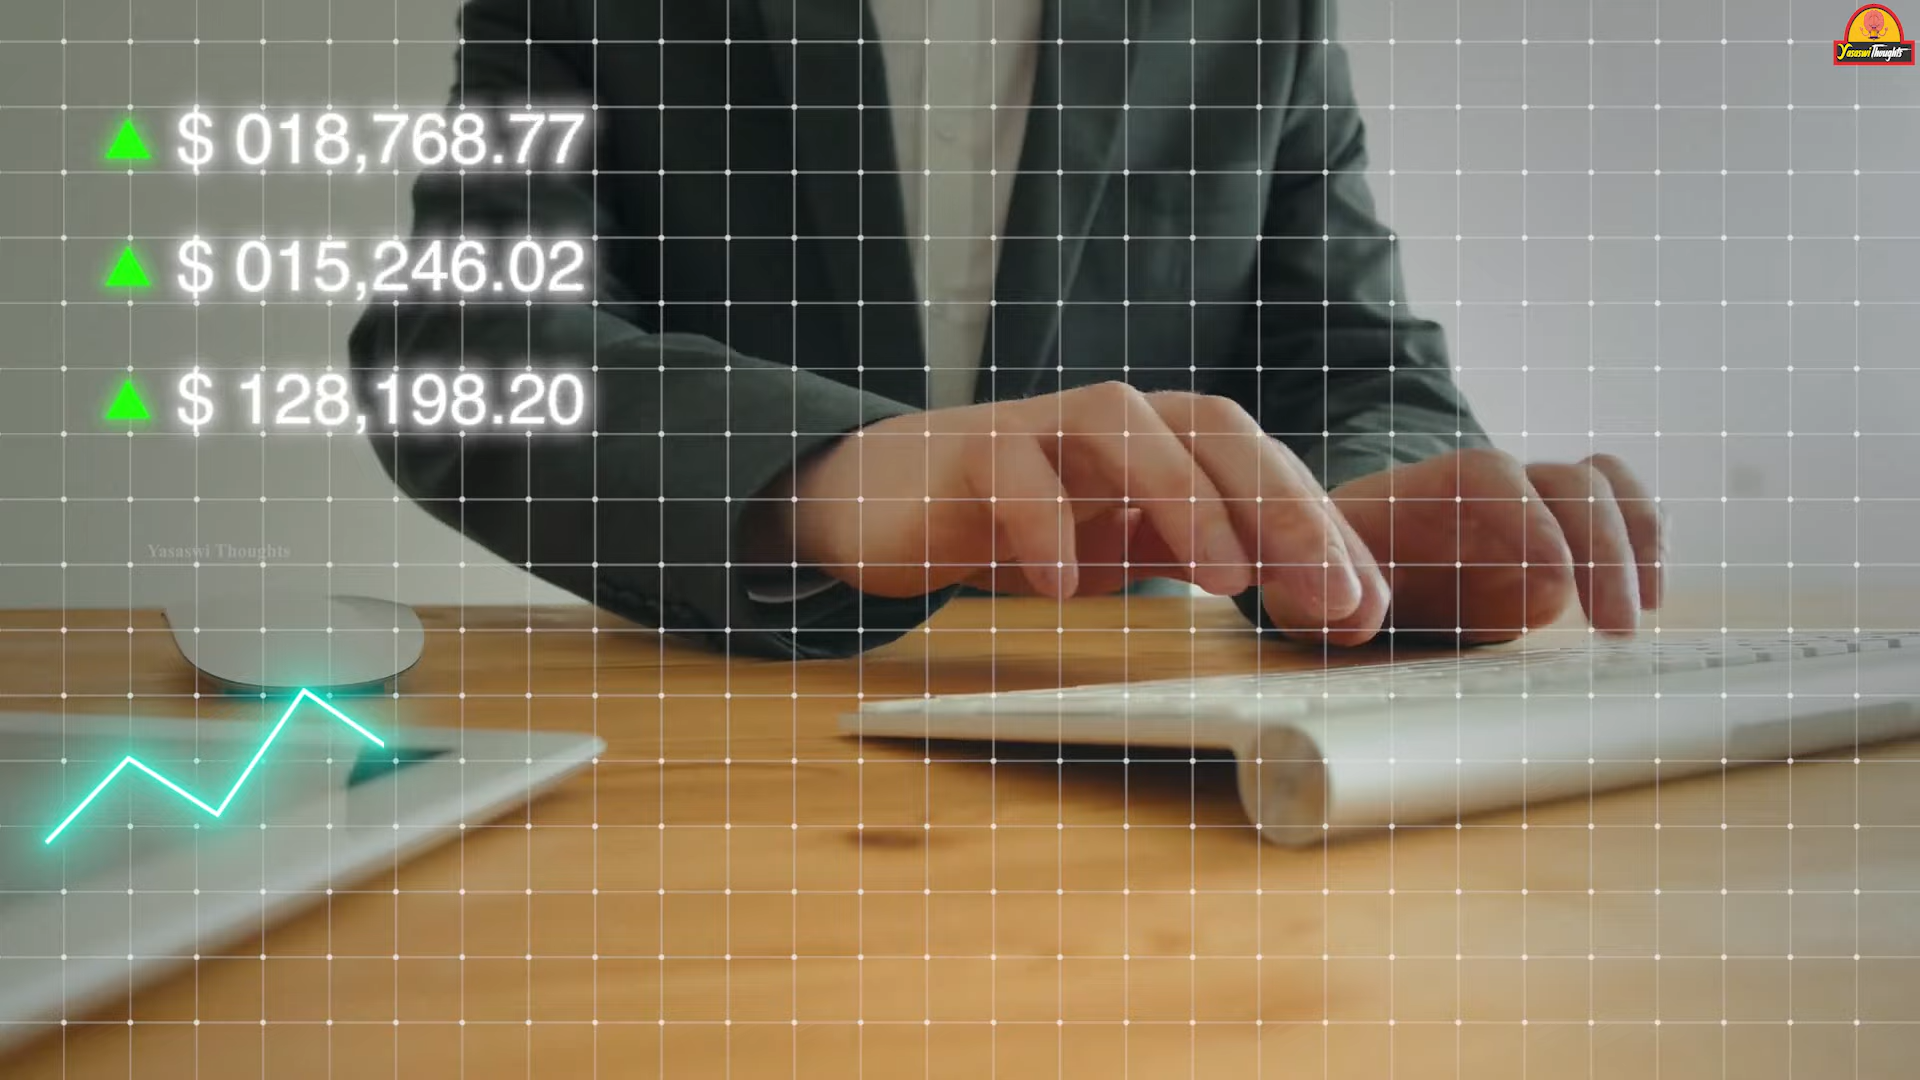 Yasaswi Thoughts
$ 018,768.77
$ 015,246.02
$ 128,198.20
Yasaswi Thoughts